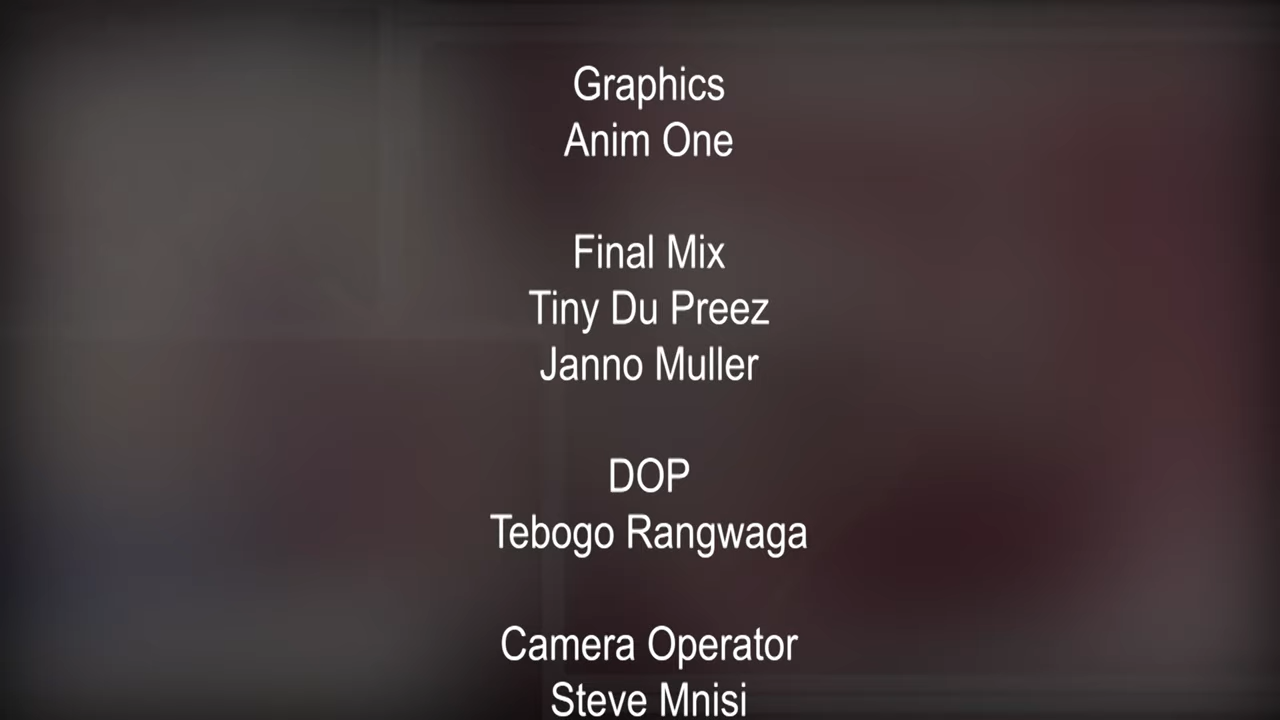 Graphics
Anim One
Final Mix
Tiny Du Preez
Janno Muller
DOP
Tebogo Rangwaga
Camera Operator
Steve Mnisi